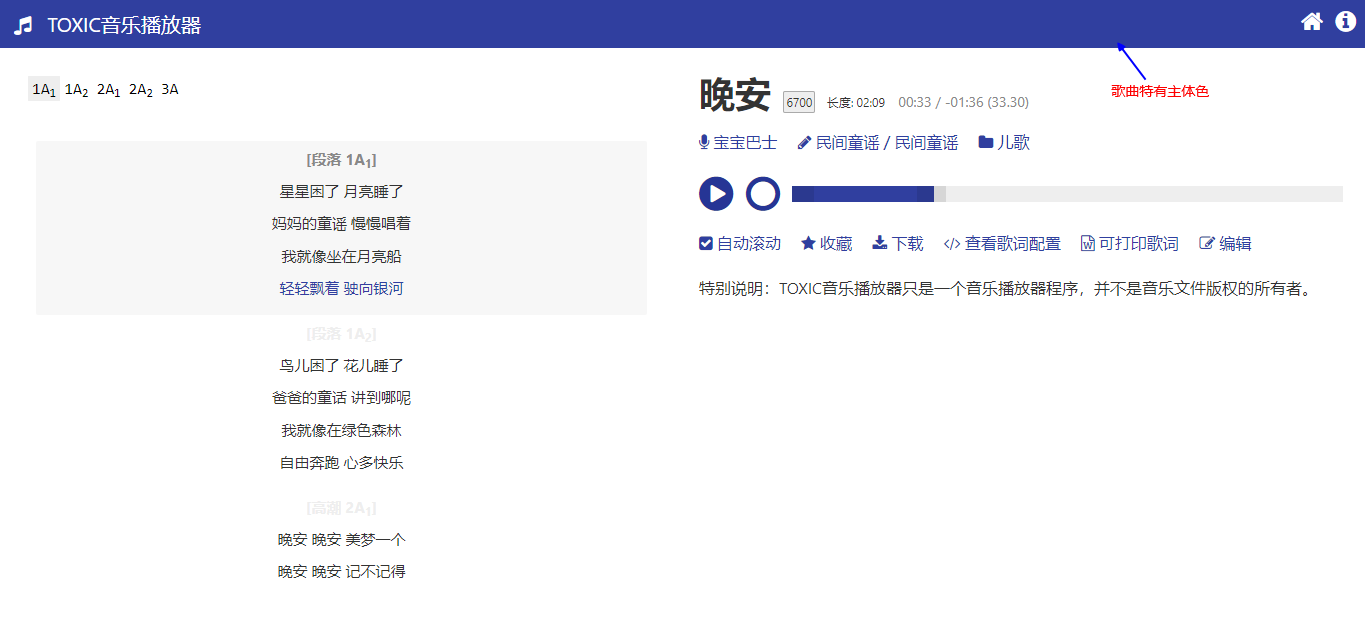 TOXIC音乐播放器
1A1 1A2 2A1 2A2 3A
[段落 1A1]
星星困了 月亮睡了
妈妈的童谣 慢慢唱着
我就像坐在月亮船
轻轻飘着 驶向银河
[段落 1A2]
鸟儿困了 花儿睡了
爸爸的童话 讲到哪呢
我就像在绿色森林
自由奔跑 心多快乐
[高潮 2A1]
晚安 晚安 美梦一个
晚安 晚安 记不记得
晚安 6700 长度: 02:09 00:33 / -01:36 (33.30)
歌曲特有主体色
宝宝巴士 民间童谣 / 民间童谣 儿歌
自动滚动 收藏 下载 </> 查看歌词配置 可打印歌词 编辑
特别说明：TOXIC音乐播放器只是一个音乐播放器程序，并不是音乐文件版权的所有者。